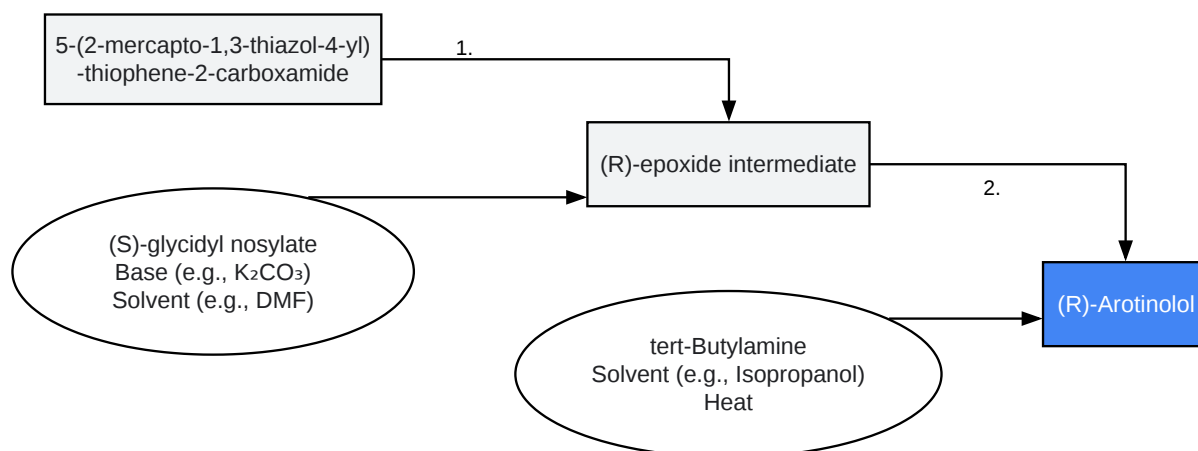 5-(2-mercapto-1,3-thiazol-4-yl)
-thiophene-2-carboxamide
1.
(R)-epoxide intermediate
2.
(S)-glycidyl nosylate
Base (e.g., K₂CO₃)
Solvent (e.g., DMF)
(R)-Arotinolol
tert-Butylamine
Solvent (e.g., Isopropanol)
Heat